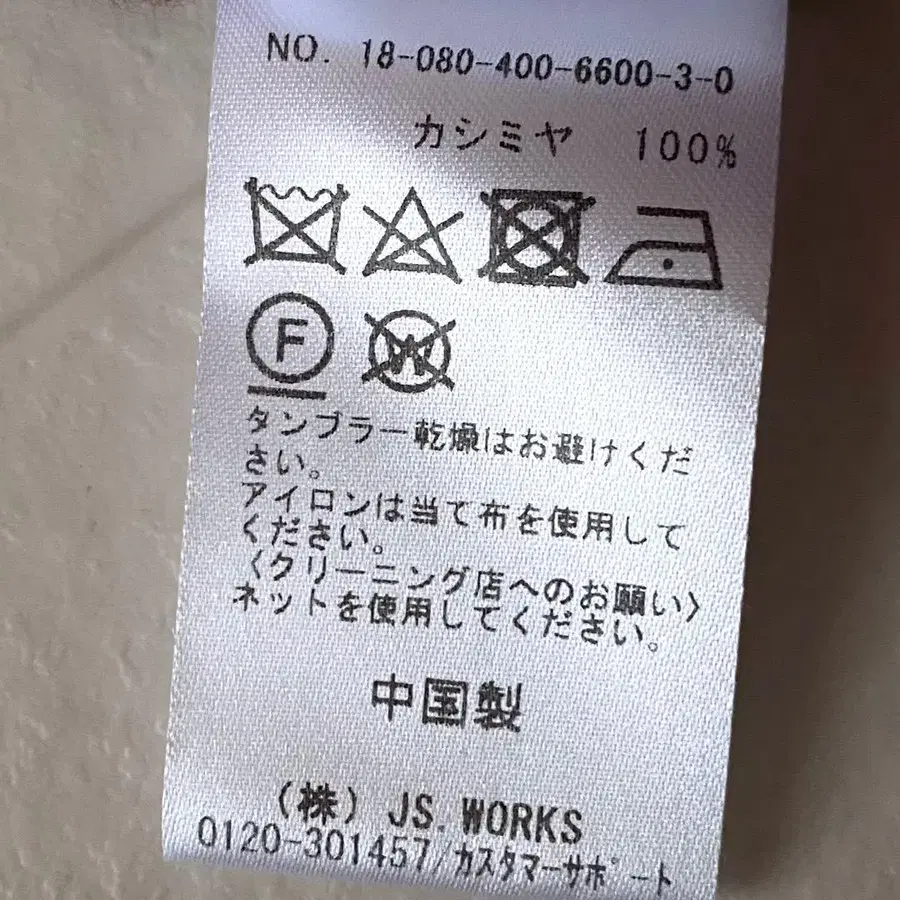 NO. 18-080-400-6600-3-0
カシミヤ 100%
F W
タンブラー乾燥はお避けくだ
さい。
アイロンは当て布を使用して
ください。
〈クリーニング店へのお願い〉
ネットを使用してください。
中国製
(株) JS.WORKS
0120-301457/カスタマーサポート